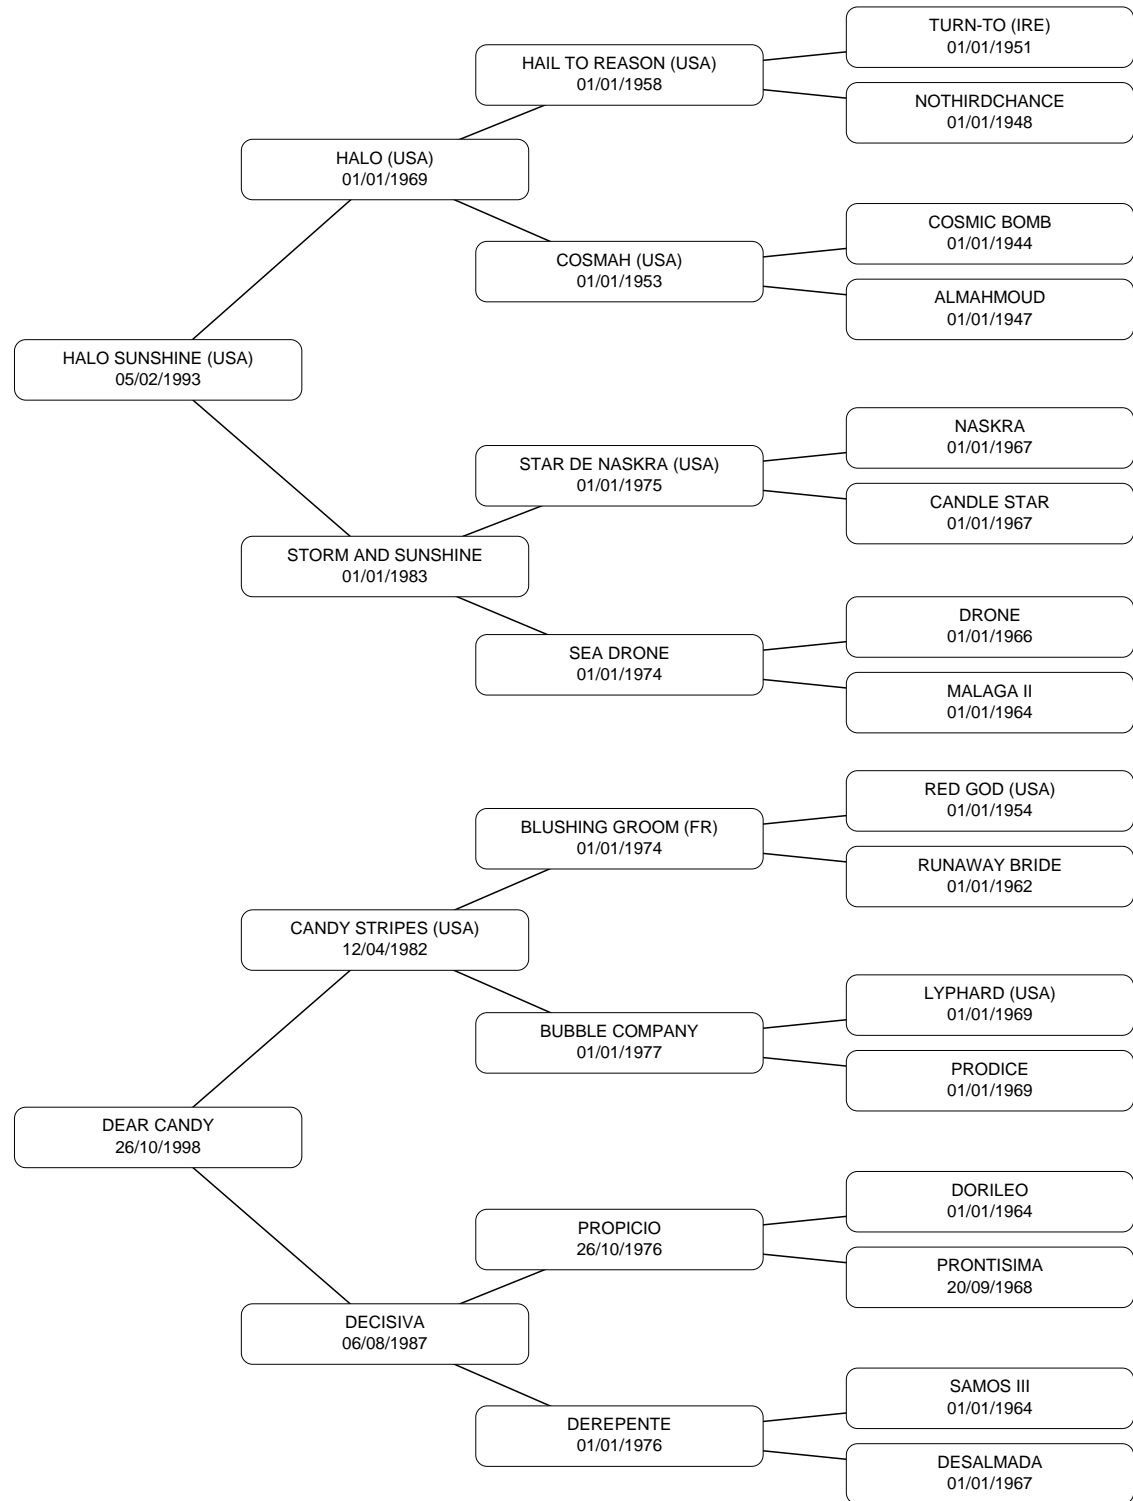 TURN-TO (IRE)
01/01/1951
HAIL TO REASON (USA)
01/01/1958
NOTHIRDCHANCE
01/01/1948
HALO (USA)
01/01/1969
COSMIC BOMB
01/01/1944
COSMAH (USA)
01/01/1953
ALMAHMOUD
01/01/1947
HALO SUNSHINE (USA)
05/02/1993
NASKRA
01/01/1967
STAR DE NASKRA (USA)
01/01/1975
CANDLE STAR
01/01/1967
STORM AND SUNSHINE
01/01/1983
DRONE
01/01/1966
SEA DRONE
01/01/1974
MALAGA II
01/01/1964
RED GOD (USA)
01/01/1954
BLUSHING GROOM (FR)
01/01/1974
RUNAWAY BRIDE
01/01/1962
CANDY STRIPES (USA)
12/04/1982
LYPHARD (USA)
01/01/1969
BUBBLE COMPANY
01/01/1977
PRODICE
01/01/1969
DEAR CANDY
26/10/1998
DORILEO
01/01/1964
PROPICIO
26/10/1976
PRONTISIMA
20/09/1968
DECISIVA
06/08/1987
SAMOS III
01/01/1964
DEREPENTE
01/01/1976
DESALMADA
01/01/1967